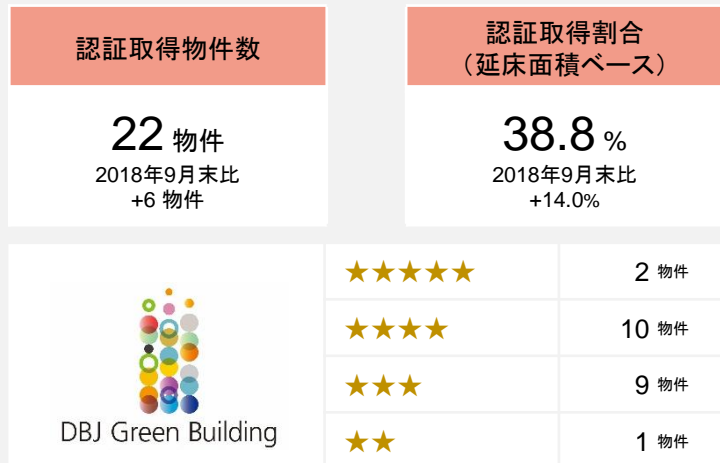 認証取得物件数
22 物件
2018年9月末比
+6 物件
認証取得割合
（延床面積ベース）
38.8 %
2018年9月末比
+14.0%
DBJ Green Building
★★★★★ 2 物件
★★★★ 10 物件
★★★ 9 物件
★★ 1 物件